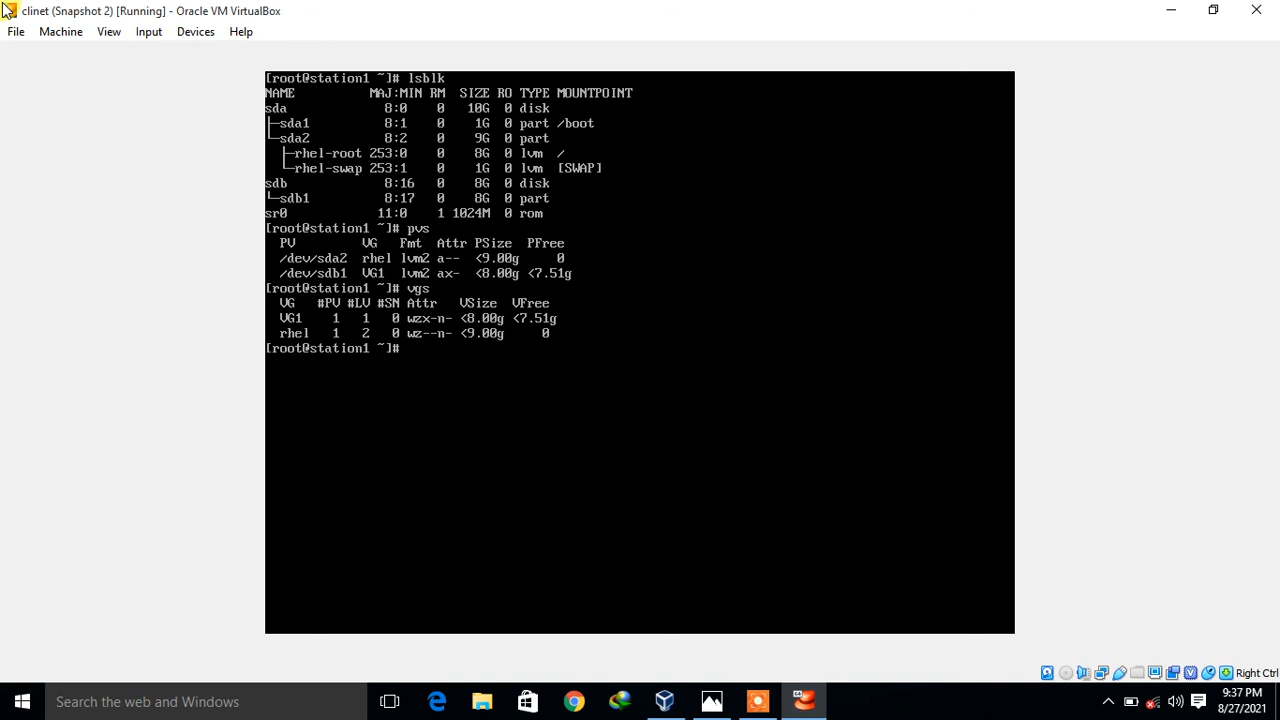 clinet (Snapshot 2) [Running] - Oracle VM VirtualBox
File Machine View Input Devices Help
[root@station1 ~]# lsblk
NAME MAJ:MIN RM SIZE RO TYPE MOUNTPOINT
sda 8:0 0 10G 0 disk
├─sda1 8:1 0 1G 0 part /boot
└─sda2 8:2 0 9G 0 part
├─rhel-root 253:0 0 8G 0 lvm /
└─rhel-swap 253:1 0 1G 0 lvm [SWAP]
sdb 8:16 0 8G 0 disk
└─sdb1 8:17 0 8G 0 part
sr0 11:0 1 1024M 0 rom
[root@station1 ~]# pvs
PV VG Fmt Attr PSize PFree
/dev/sda2 rhel lvm2 a-- <9.00g 0
/dev/sdb1 VG1 lvm2 ax- <8.00g <7.51g
[root@station1 ~]# vgs
VG #PV #LV #SN Attr VSize VFree
VG1 1 1 0 wzx-n- <8.00g <7.51g
rhel 1 2 0 wz--n- <9.00g 0
[root@station1 ~]#
Right Ctrl
Search the web and Windows
9:37 PM
8/27/2021